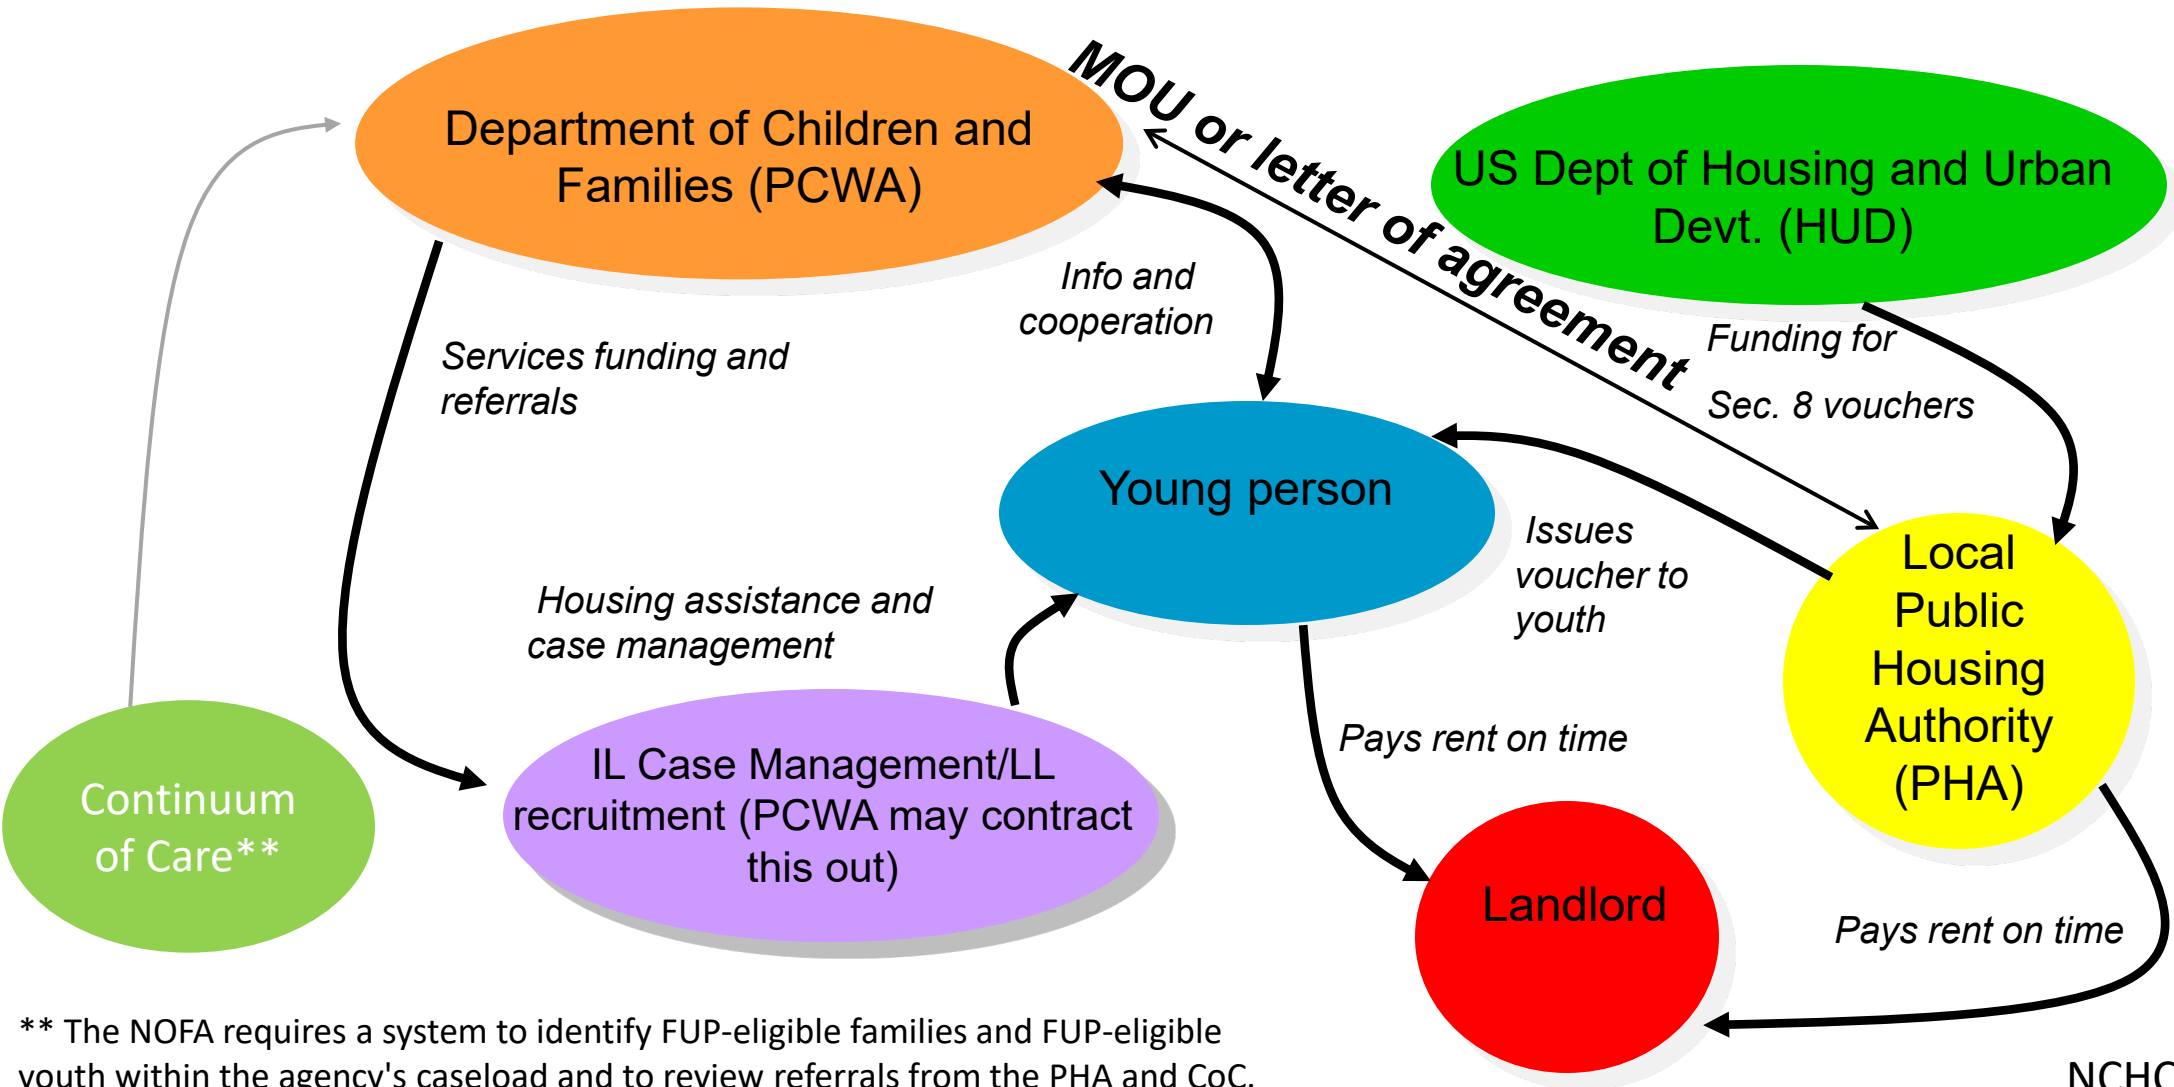 Department of Children and
Families (PCWA)
MOU or letter of agreement
US Dept of Housing and Urban
Devt. (HUD)
Info and
cooperation
Services funding and
referrals
Funding for
Sec. 8 vouchers
Young person
Issues
voucher to
youth
Local
Public
Housing
Authority
(PHA)
Housing assistance and
case management
Pays rent on time
IL Case Management/LL
recruitment (PCWA may contract
this out)
Continuum
of Care**
Landlord
Pays rent on time
** The NOFA requires a system to identify FUP-eligible families and FUP-eligible
youth within the agency's caseload and to review referrals from the PHA and CoC.
NCHC